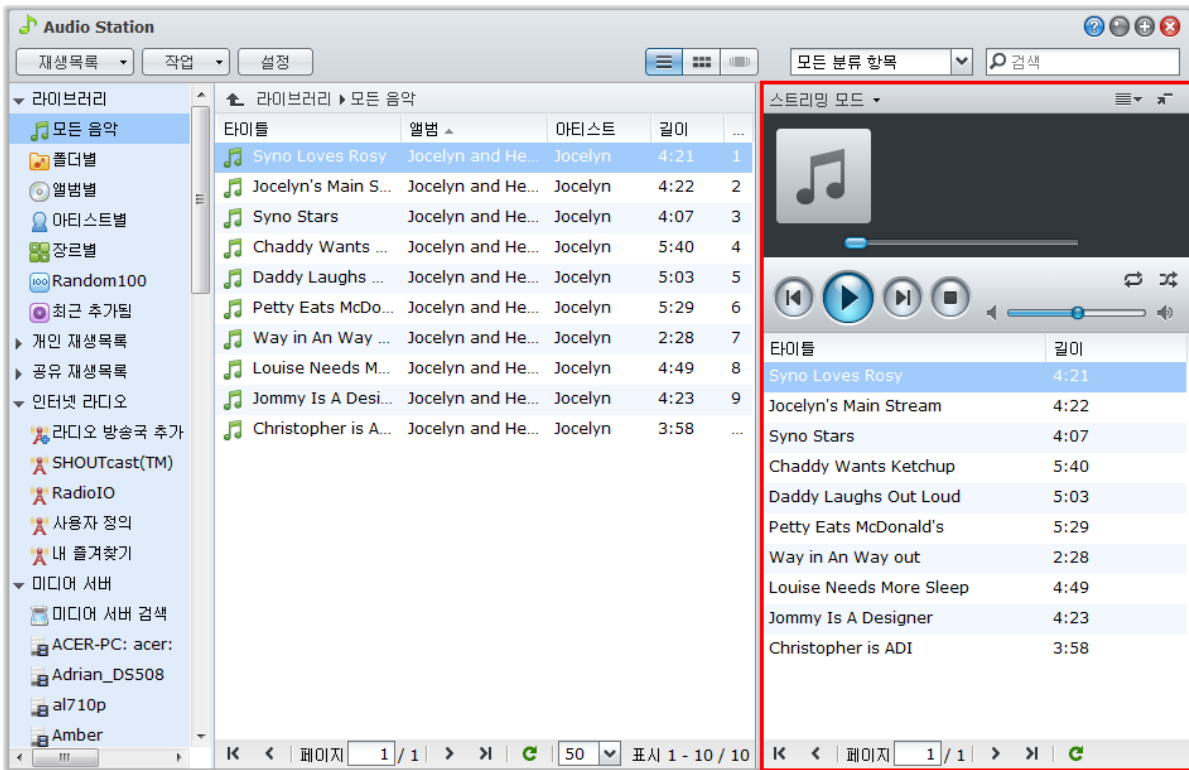 Audio Station
재생목록 작업 설정 모든 분류 항목 검색
라이브러리
모든 음악
폴더별
앨범별
아티스트별
장르별
100 Random100
최근 추가됨
개인 재생목록
공유 재생목록
인터넷 라디오
라디오 방송국 추가
SHOUTcast(TM)
RadioIO
사용자 정의
내 즐겨찾기
미디어 서버
미디어 서버 검색
ACER-PC: acer:
Adrian_DS508
al710p
Amber
라이브러리 모든 음악
타이틀 앨범 아티스트 길이 ...
Syno Loves Rosy Jocelyn and He... Jocelyn 4:21 1
Jocelyn's Main S... Jocelyn and He... Jocelyn 4:22 2
Syno Stars Jocelyn and He... Jocelyn 4:07 3
Chaddy Wants ... Jocelyn and He... Jocelyn 5:40 4
Daddy Laughs ... Jocelyn and He... Jocelyn 5:03 5
Petty Eats McDo... Jocelyn and He... Jocelyn 5:29 6
Way in An Way ... Jocelyn and He... Jocelyn 2:28 7
Louise Needs M... Jocelyn and He... Jocelyn 4:49 8
Jommy Is A Desi... Jocelyn and He... Jocelyn 4:23 9
Christopher is A... Jocelyn and He... Jocelyn 3:58 ...
페이지 1 / 1 50 표시 1 - 10 / 10
스트리밍 모드
타이틀 길이
Syno Loves Rosy 4:21
Jocelyn's Main Stream 4:22
Syno Stars 4:07
Chaddy Wants Ketchup 5:40
Daddy Laughs Out Loud 5:03
Petty Eats McDonald's 5:29
Way in An Way out 2:28
Louise Needs More Sleep 4:49
Jommy Is A Designer 4:23
Christopher is ADI 3:58
페이지 1 / 1